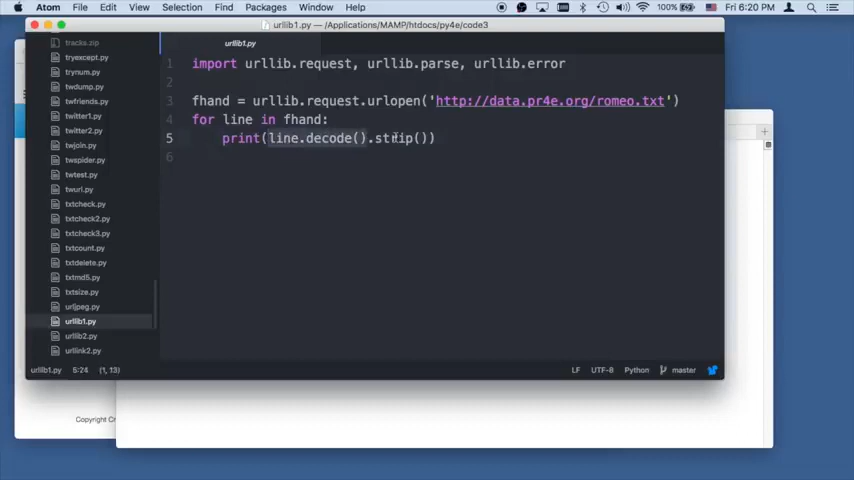 Atom File Edit View Selection Find Packages Window Help 100% Fri 6:20 PM
urllib1.py — /Applications/MAMP/htdocs/py4e/code3
tracks.zip
tryexcept.py
trynum.py
twdump.py
twfriends.py
twitter1.py
twitter2.py
twjoin.py
twspider.py
twtest.py
twurl.py
txtcheck.py
txtcheck2.py
txtcheck3.py
txtcount.py
txtdelete.py
txtmd5.py
txtsize.py
urljpeg.py
urllib1.py
urllib2.py
urllink2.py
urllib1.py
1 import urllib.request, urllib.parse, urllib.error
2
3 fhand = urllib.request.urlopen('http://data.pr4e.org/romeo.txt')
4 for line in fhand:
5 print(line.decode().strip())
6
urllib1.py 5:24 (1, 13) LF UTF-8 Python master
Copyright Cr